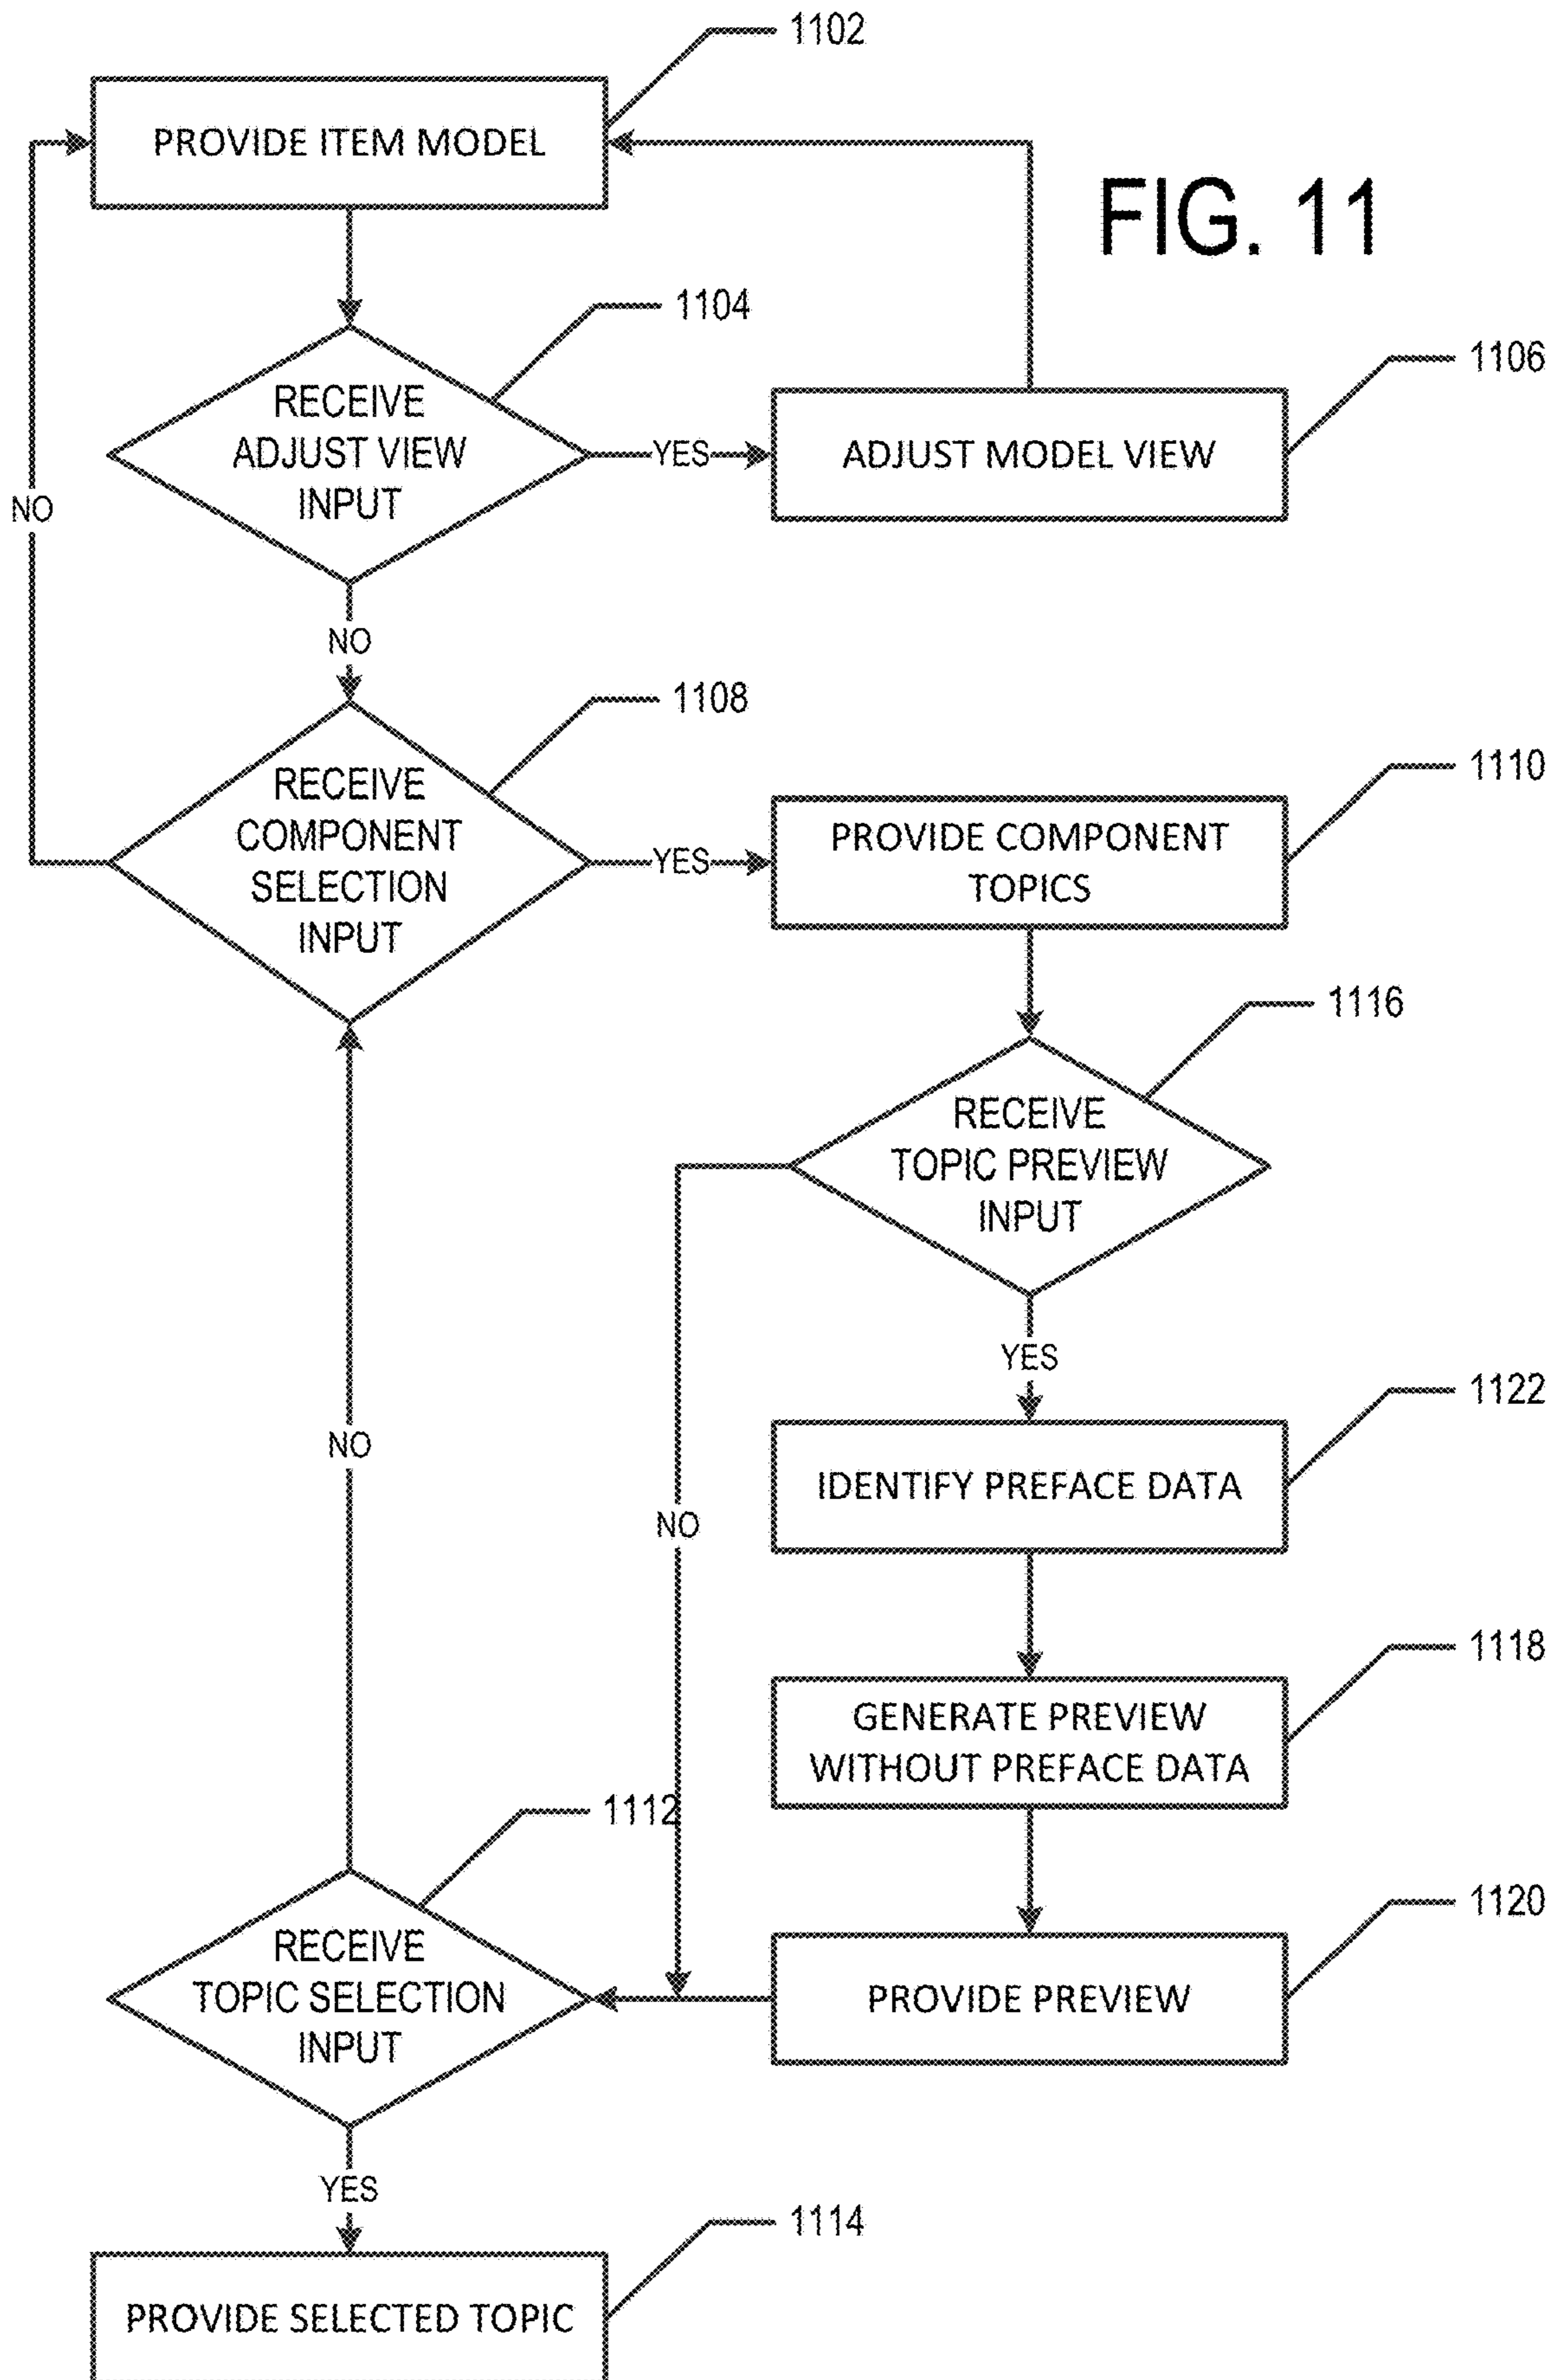 1102
PROVIDE ITEM MODEL
FIG. 11
1104
RECEIVE
ADJUST VIEW
INPUT
YES
1106
ADJUST MODEL VIEW
NO
NO
1108
RECEIVE
COMPONENT
SELECTION
INPUT
YES
1110
PROVIDE COMPONENT
TOPICS
1116
RECEIVE
TOPIC PREVIEW
INPUT
YES
1122
IDENTIFY PREFACE DATA
NO
NO
1118
GENERATE PREVIEW
WITHOUT PREFACE DATA
1112
RECEIVE
TOPIC SELECTION
INPUT
1120
PROVIDE PREVIEW
YES
1114
PROVIDE SELECTED TOPIC